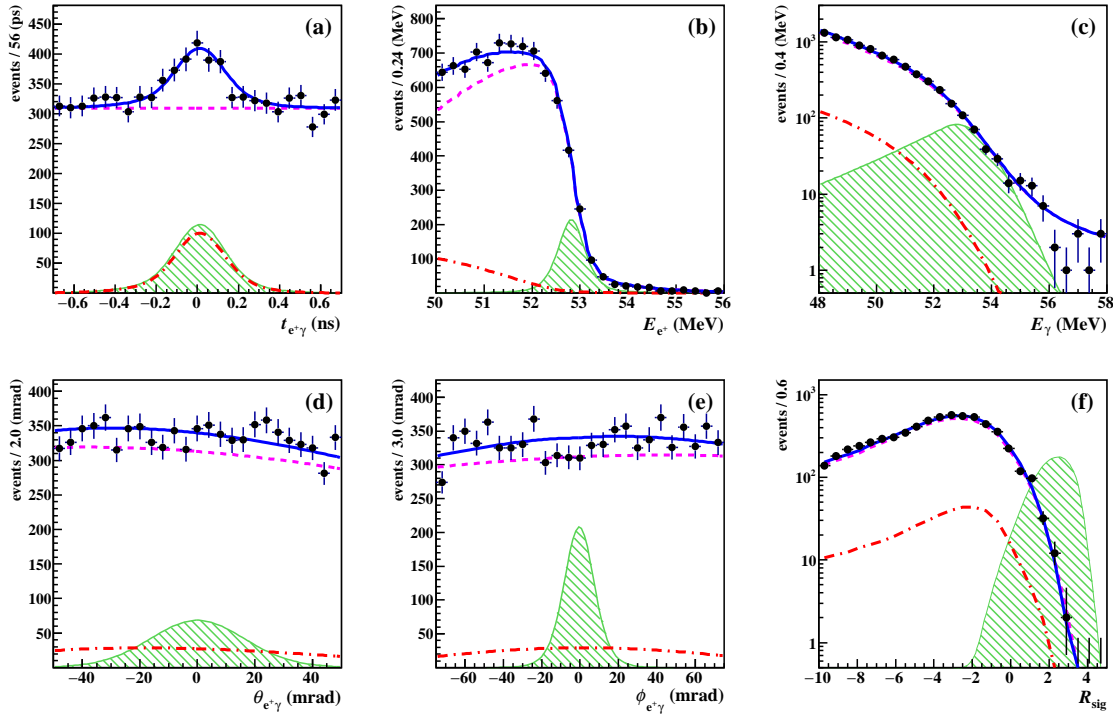 (a)
events / 56 (ps)
450
400
350
300
250
200
150
100
50
−0.6 −0.4 −0.2 0 0.2 0.4 0.6
t e⁺γ (ns)
(b)
events / 0.24 (MeV)
800
700
600
500
400
300
200
100
50 51 52 53 54 55 56
E e⁺ (MeV)
(c)
events / 0.4 (MeV)
10³
10²
10
1
48 50 52 54 56 58
E γ (MeV)
(d)
events / 2.0 (mrad)
400
350
300
250
200
150
100
50
−40 −20 0 20 40
θ e⁺γ (mrad)
(e)
events / 3.0 (mrad)
400
350
300
250
200
150
100
50
−60 −40 −20 0 20 40 60
ϕ e⁺γ (mrad)
(f)
events / 0.6
10³
10²
10
1
−10 −8 −6 −4 −2 0 2 4
R sig